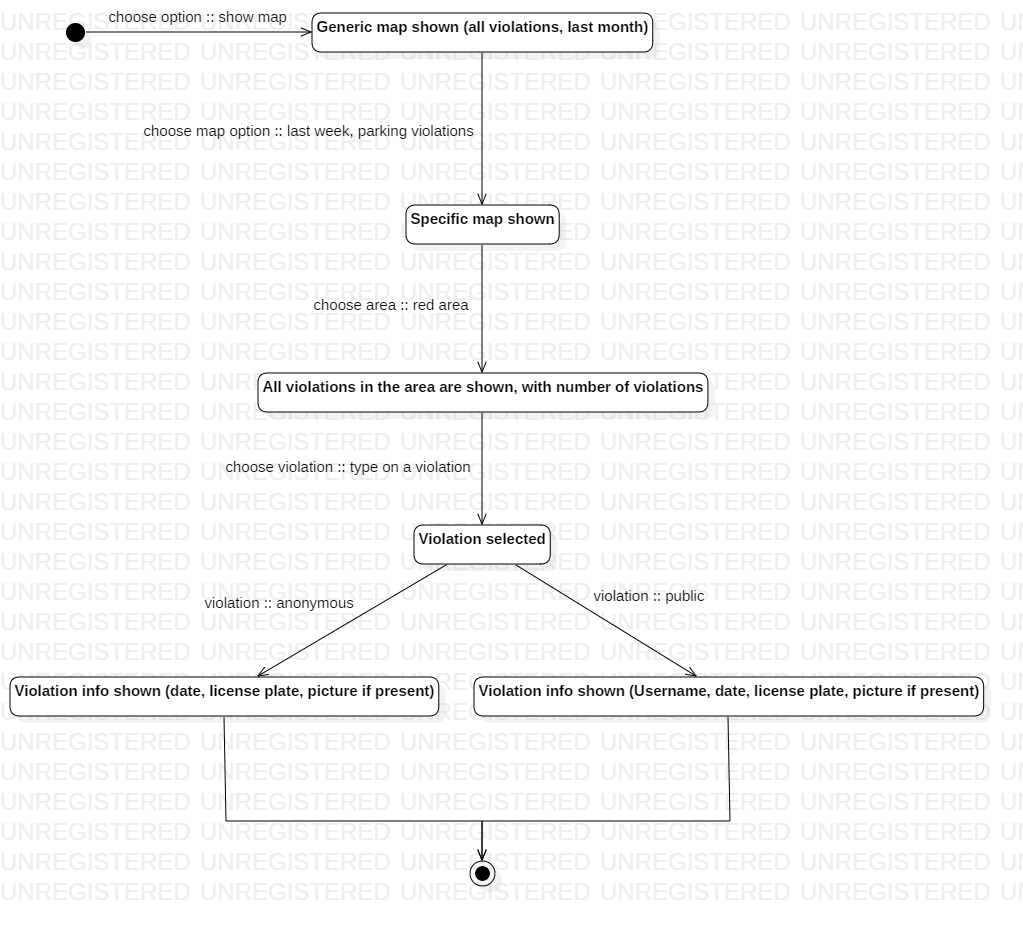 choose option :: show map
Generic map shown (all violations, last month)
choose map option :: last week, parking violations
Specific map shown
choose area :: red area
All violations in the area are shown, with number of violations
choose violation :: type on a violation
Violation selected
violation :: anonymous
violation :: public
Violation info shown (date, license plate, picture if present)
Violation info shown (Username, date, license plate, picture if present)
UNREGISTERED